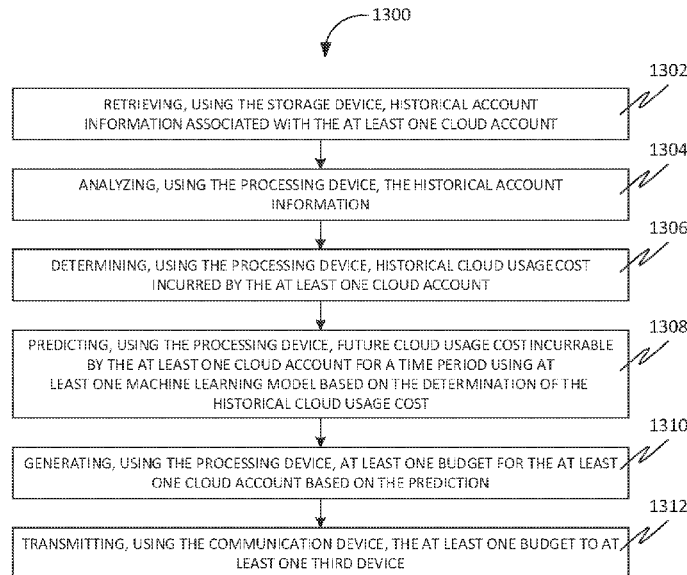 1300
1302
RETRIEVING, USING THE STORAGE DEVICE, HISTORICAL ACCOUNT
INFORMATION ASSOCIATED WITH THE AT LEAST ONE CLOUD ACCOUNT
1304
ANALYZING, USING THE PROCESSING DEVICE, THE HISTORICAL ACCOUNT
INFORMATION
1306
DETERMINING, USING THE PROCESSING DEVICE, HISTORICAL CLOUD USAGE COST
INCURRED BY THE AT LEAST ONE CLOUD ACCOUNT
1308
PREDICTING, USING THE PROCESSING DEVICE, FUTURE CLOUD USAGE COST INCURRABLE
BY THE AT LEAST ONE CLOUD ACCOUNT FOR A TIME PERIOD USING AT
LEAST ONE MACHINE LEARNING MODEL BASED ON THE DETERMINATION OF THE
HISTORICAL CLOUD USAGE COST
1310
GENERATING, USING THE PROCESSING DEVICE, AT LEAST ONE BUDGET FOR THE AT LEAST
ONE CLOUD ACCOUNT BASED ON THE PREDICTION
1312
TRANSMITTING, USING THE COMMUNICATION DEVICE, THE AT LEAST ONE BUDGET TO AT
LEAST ONE THIRD DEVICE